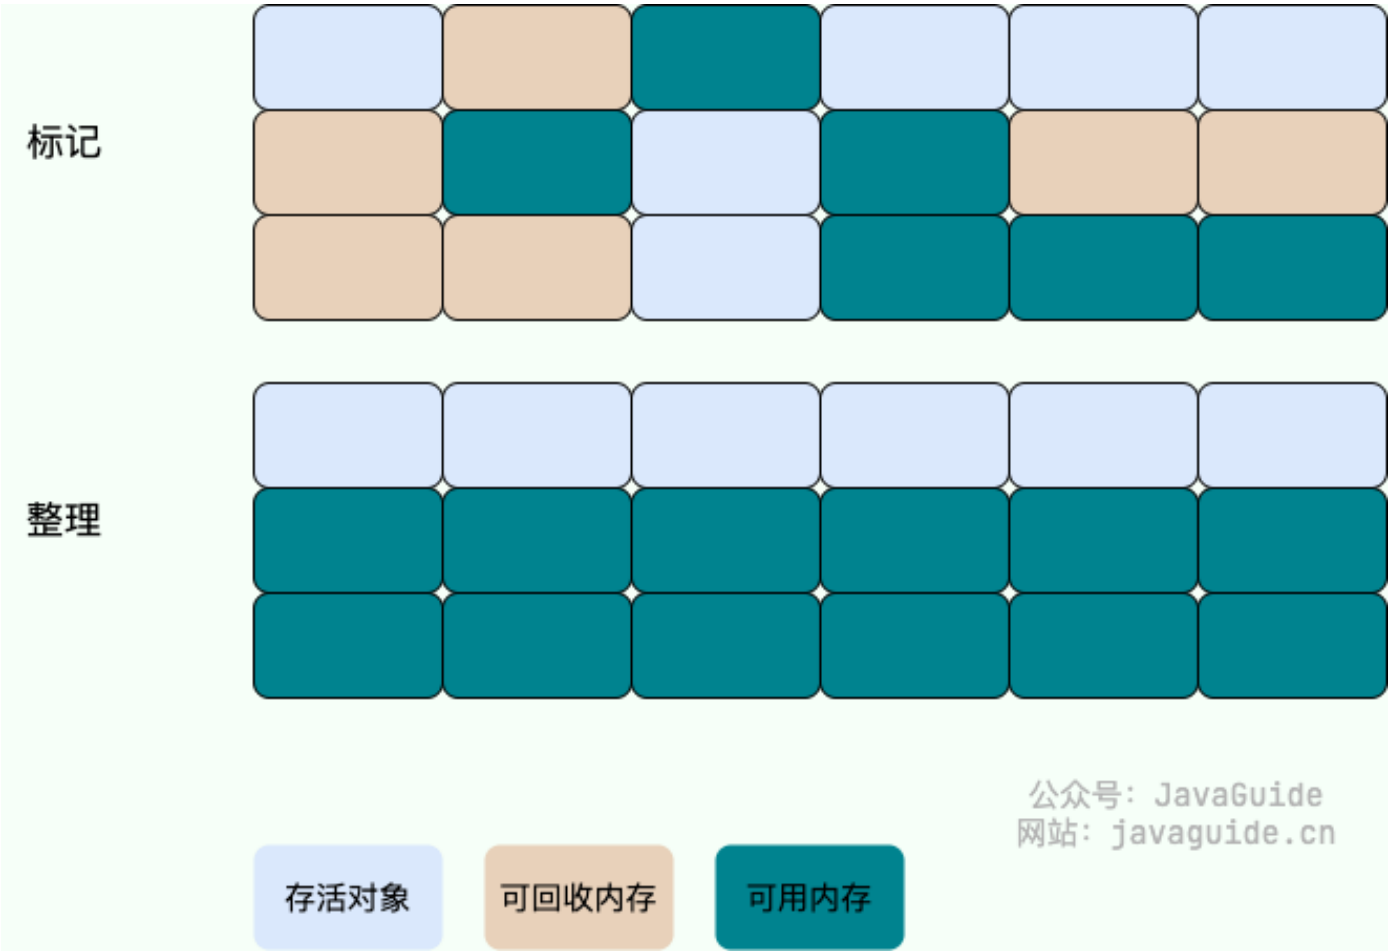 标记
整理
公众号：JavaGuide
网站：javaguide.cn
存活对象
可回收内存
可用内存